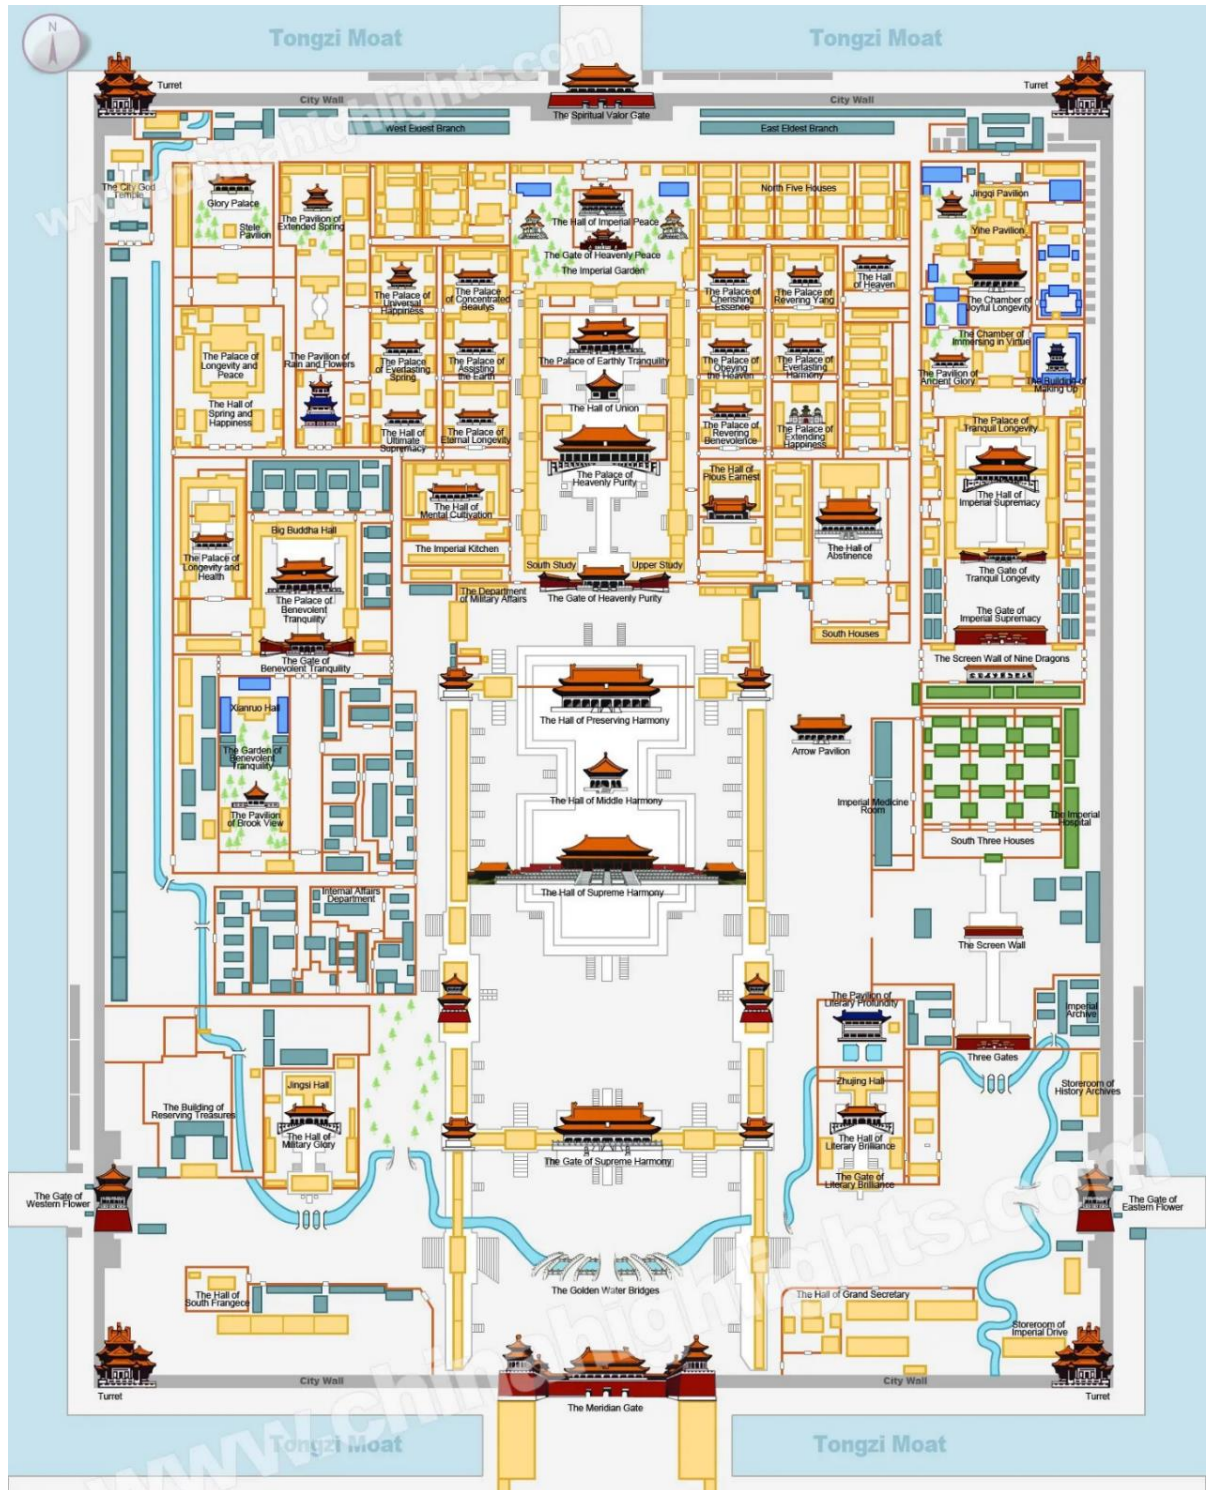 N
Tongzi Moat
Tongzi Moat
Turret
Turret
City Wall
City Wall
The Spiritual Valor Gate
West Exiest Branch
East Eldest Branch
www.chinahighlights.com
The City God
Temple
Glory Palace
Stele
Pavilion
The Pavilion of
Extended Spring
The Hall of Imperial Peace
The Gate of Heavenly Peace
The Imperial Garden
North Five Houses
Jingqi Pavilion
Yihe Pavilion
The Palace of
Universal
Happiness
The Palace
of Concentrated
Beautys
The Palace of
Cherishing
Essence
The Palace of
Revering Yang
The Hall
of Heaven
The Chamber of
Joyful Longevity
The Palace of
Longevity and
Peace
The Pavilion of
Rain and Flowers
The Palace
of Everlasting
Spring
The Palace of
Assisting
the Earth
The Palace of Earthly Tranquility
The Palace of
Obeying
the Heaven
The Palace of
Everlasting
Harmony
The Chamber of
Immersing in Virtue
The Pavilion of
Ancient Glory
The Building of
Making Up
The Hall of
Spring and
Happiness
The Hall of Union
The Hall of
Ultimate
Supremacy
The Palace of
Eternal Longevity
The Palace of
Revering
Benevolence
The Palace of
Extending
Happiness
The Palace of
Tranquil Longevity
The Palace of
Heavenly Purity
The Hall of
Pious Earnest
The Hall of
Imperial Supremacy
The Hall of
Mental Cultivation
Big Buddha Hall
The Imperial Kitchen
The Hall of
Abstinence
The Palace of
Longevity and
Health
South Study
Upper Study
The Gate of
Tranquil Longevity
The Palace of
Benevolent
Tranquility
The Department
of Military Affairs
The Gate of Heavenly Purity
The Gate of
Imperial Supremacy
South Houses
The Gate of
Benevolent Tranquility
The Screen Wall of Nine Dragons
Xianruo Hall
The Hall of Preserving Harmony
The Garden of
Benevolent
Tranquility
Arrow Pavilion
The Hall of Middle Harmony
Imperial Medicine
Room
The Pavilion
of Brook View
The Imperial
Hospital
South Three Houses
Internal Affairs
Department
The Hall of Supreme Harmony
The Screen Wall
The Pavilion of
Literary Profundity
Imperial
Archive
Three Gates
Jingsi Hall
Zhujing Hall
Storeroom of
History Archives
The Building of
Reserving Treasures
The Hall of
Military Glory
The Gate of Supreme Harmony
The Hall of
Literary Brilliance
The Gate of
Literary Brilliance
The Gate of
Western Flower
The Gate of
Eastern Flower
The Golden Water Bridges
The Hall of
South Frangece
The Hall of Grand Secretary
Storeroom of
Imperial Drive
www.chinahighlights.com
City Wall
City Wall
Turret
Turret
The Meridian Gate
Tongzi Moat
Tongzi Moat